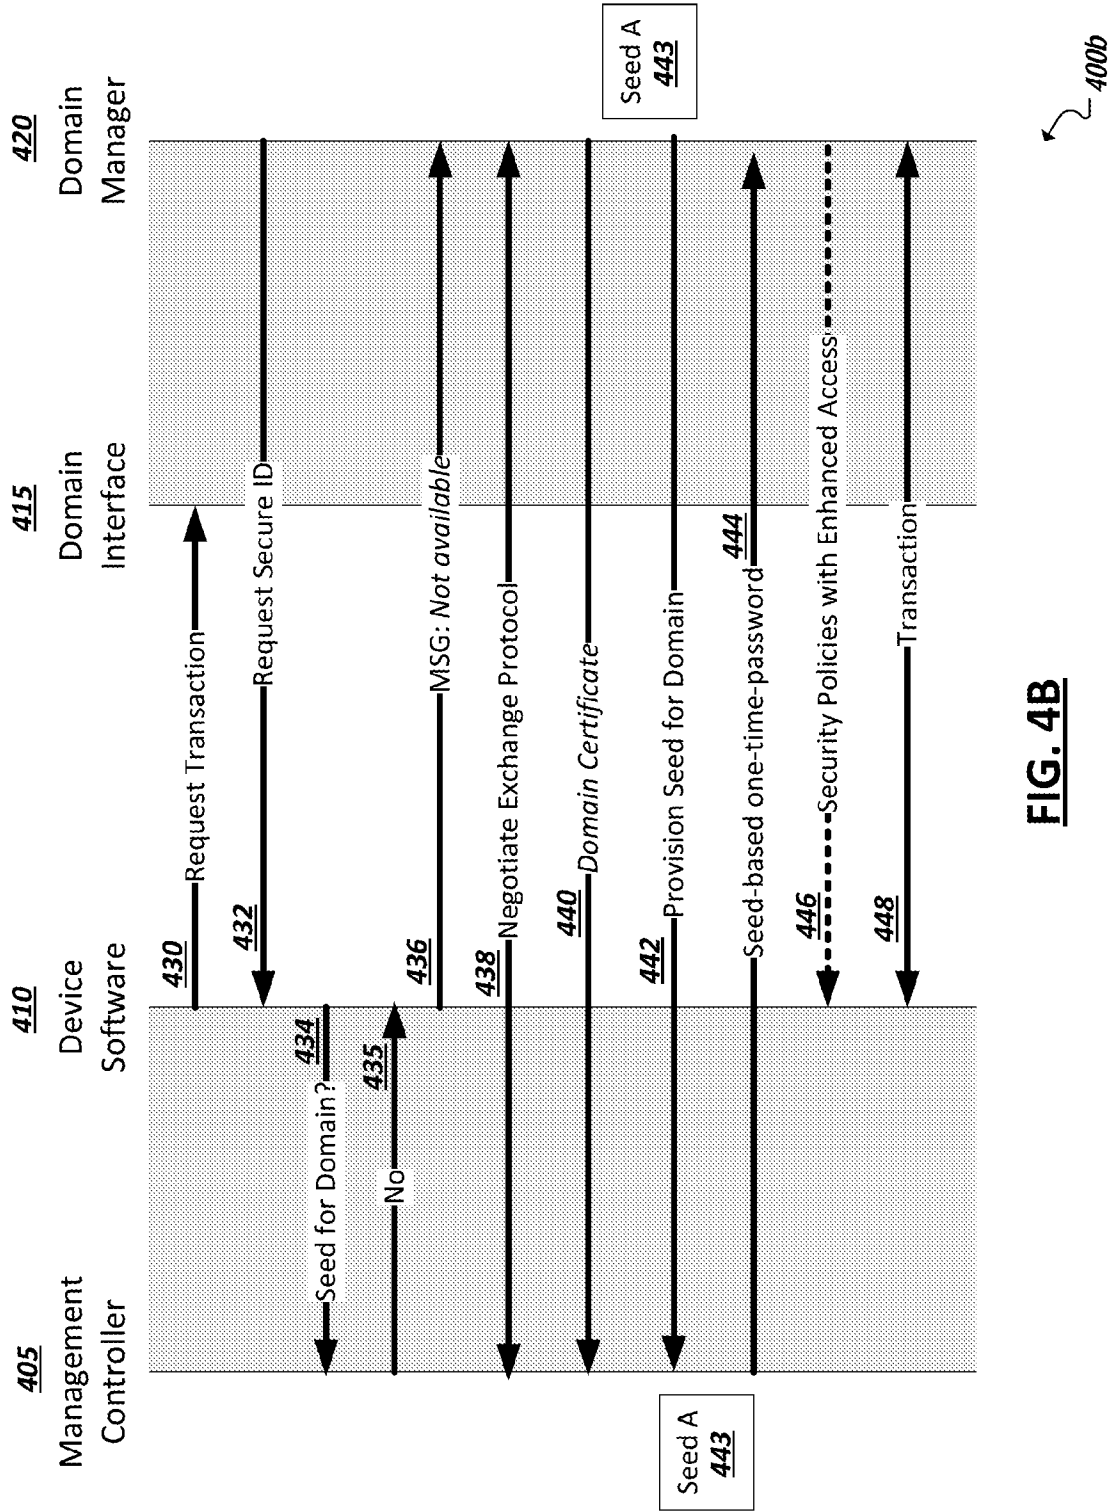 405
Management
Controller
410
Device
Software
415
Domain
Interface
420
Domain
Manager
430
Request Transaction
432
Request Secure ID
434
Seed for Domain?
435
No
436
MSG: Not available
438
Negotiate Exchange Protocol
440
Domain Certificate
442
Provision Seed for Domain
Seed A
443
Seed A
443
444
Seed-based one-time-password
446
Security Policies with Enhanced Access
448
Transaction
400b
FIG. 4B